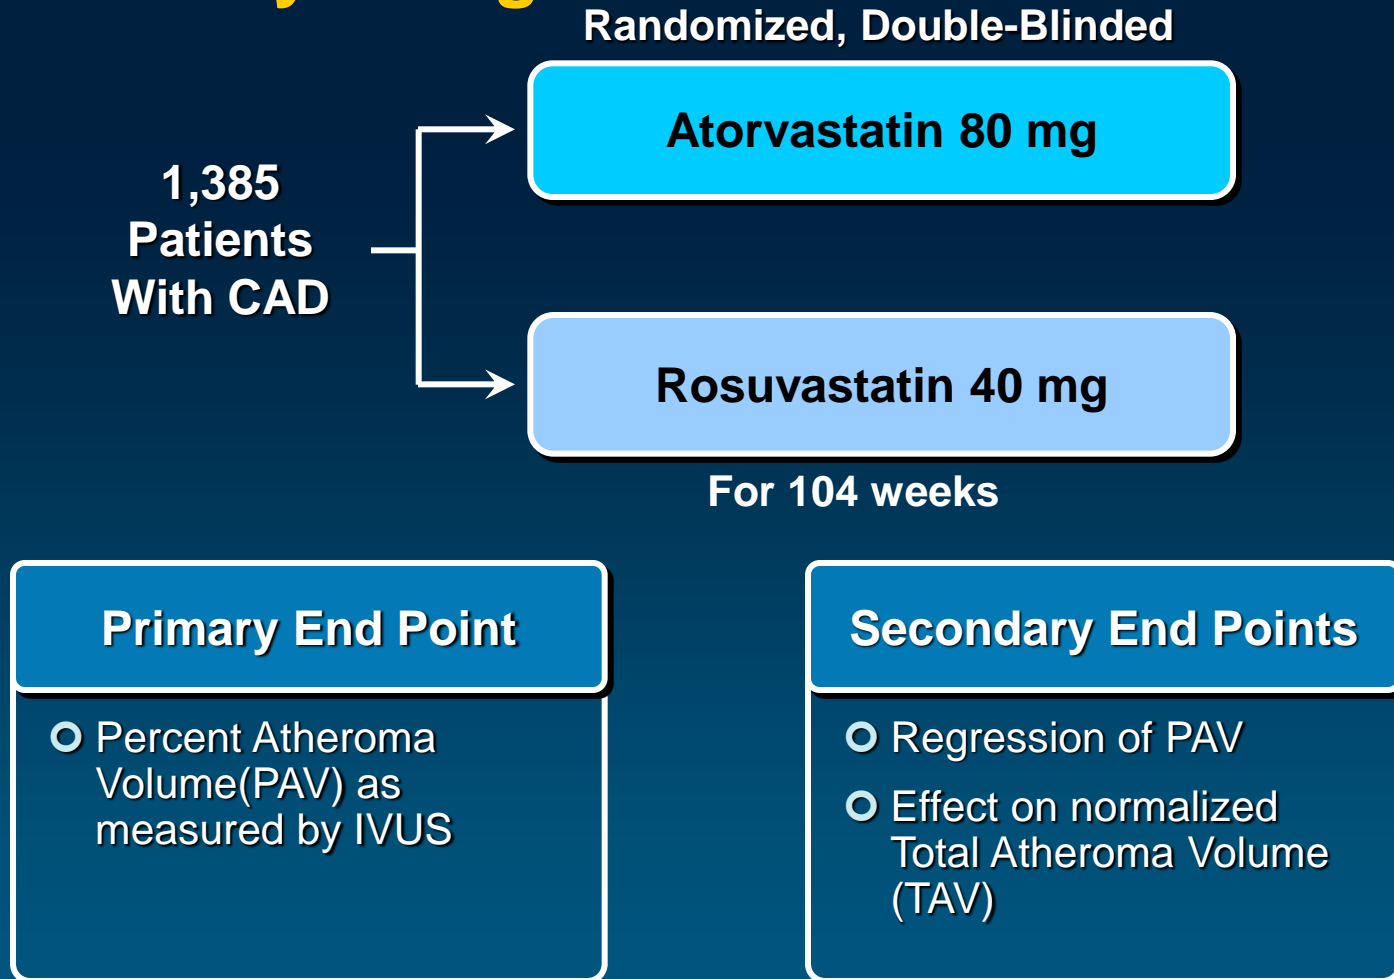 Randomized, Double-Blinded
Atorvastatin 80 mg
1,385
Patients
With CAD
Rosuvastatin 40 mg
For 104 weeks
Primary End Point
Percent Atheroma
Volume(PAV) as
measured by IVUS
Secondary End Points
Regression of PAV
Effect on normalized
Total Atheroma Volume
(TAV)